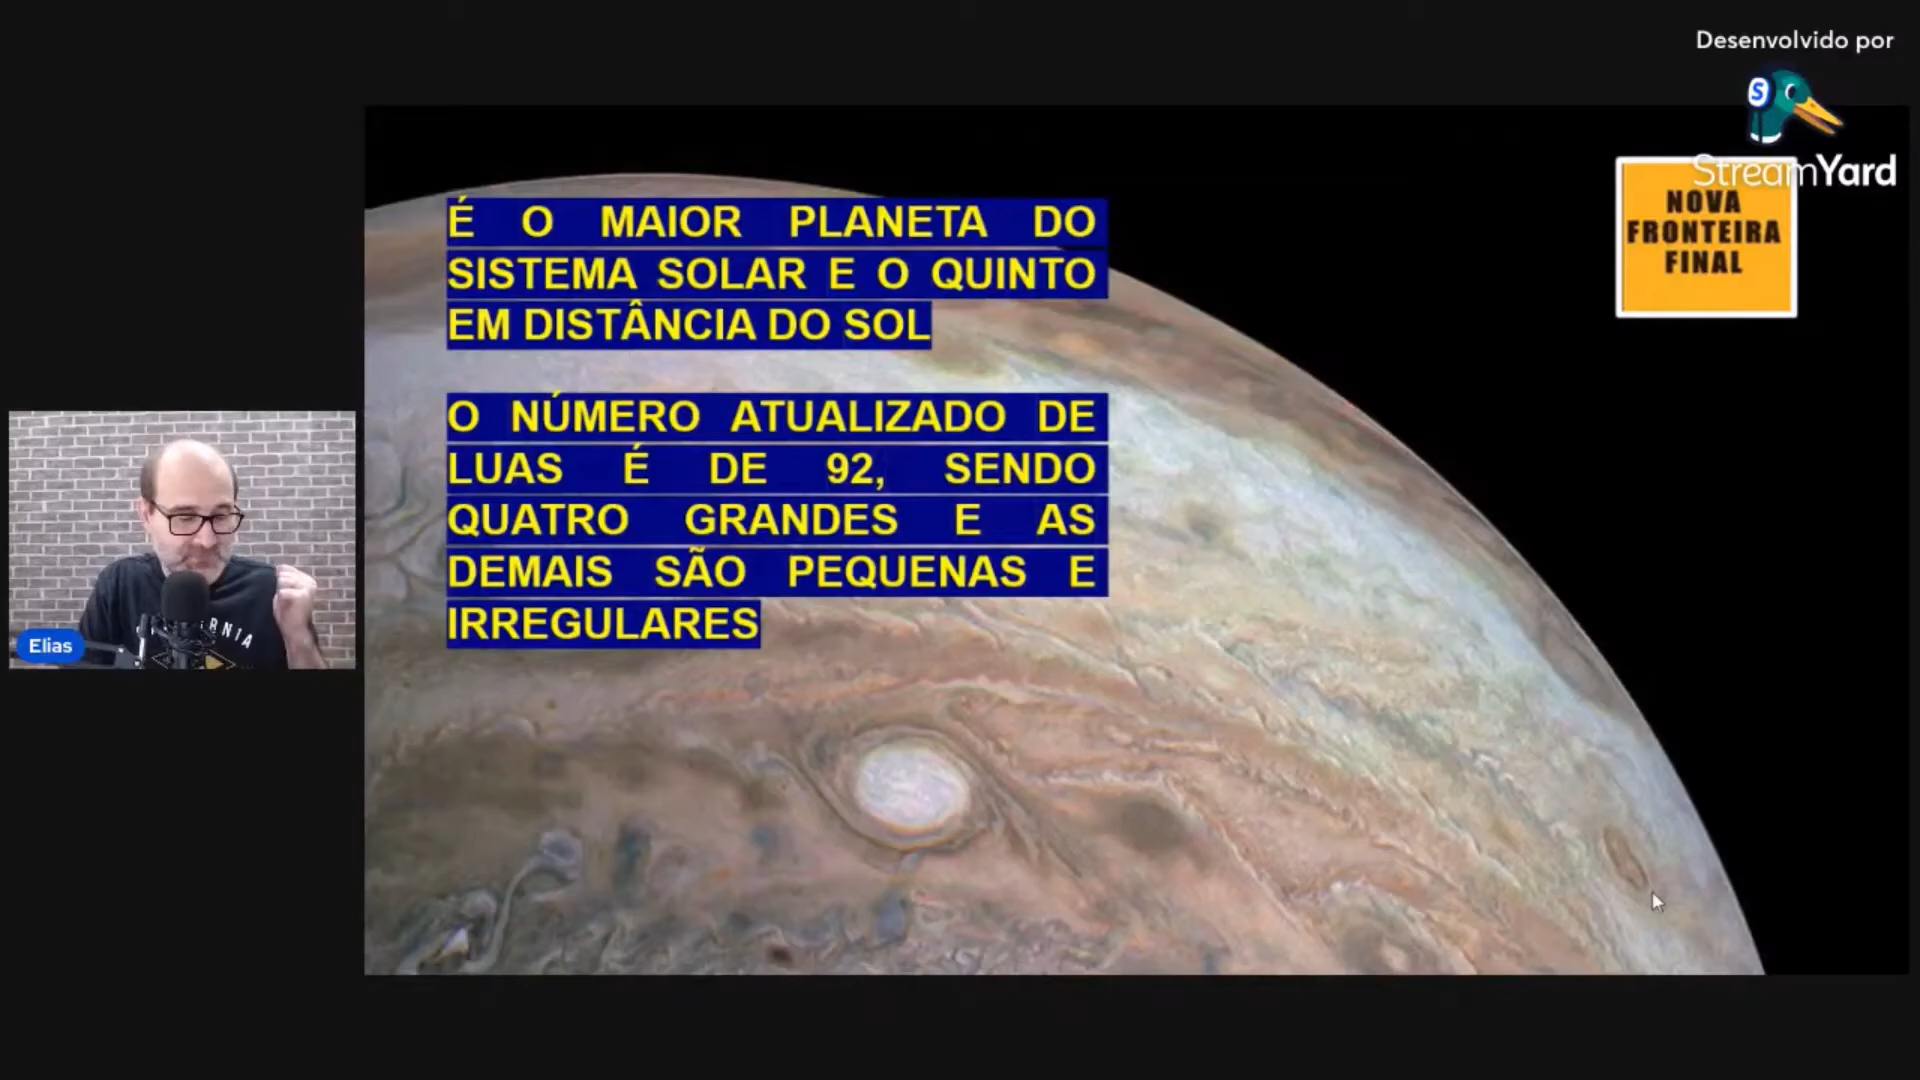 Desenvolvido por
S
StreamYard
NOVA
FRONTEIRA
FINAL
É O MAIOR PLANETA DO
SISTEMA SOLAR E O QUINTO
EM DISTÂNCIA DO SOL
O NÚMERO ATUALIZADO DE
LUAS É DE 92, SENDO
QUATRO GRANDES E AS
DEMAIS SÃO PEQUENAS E
IRREGULARES
Elias